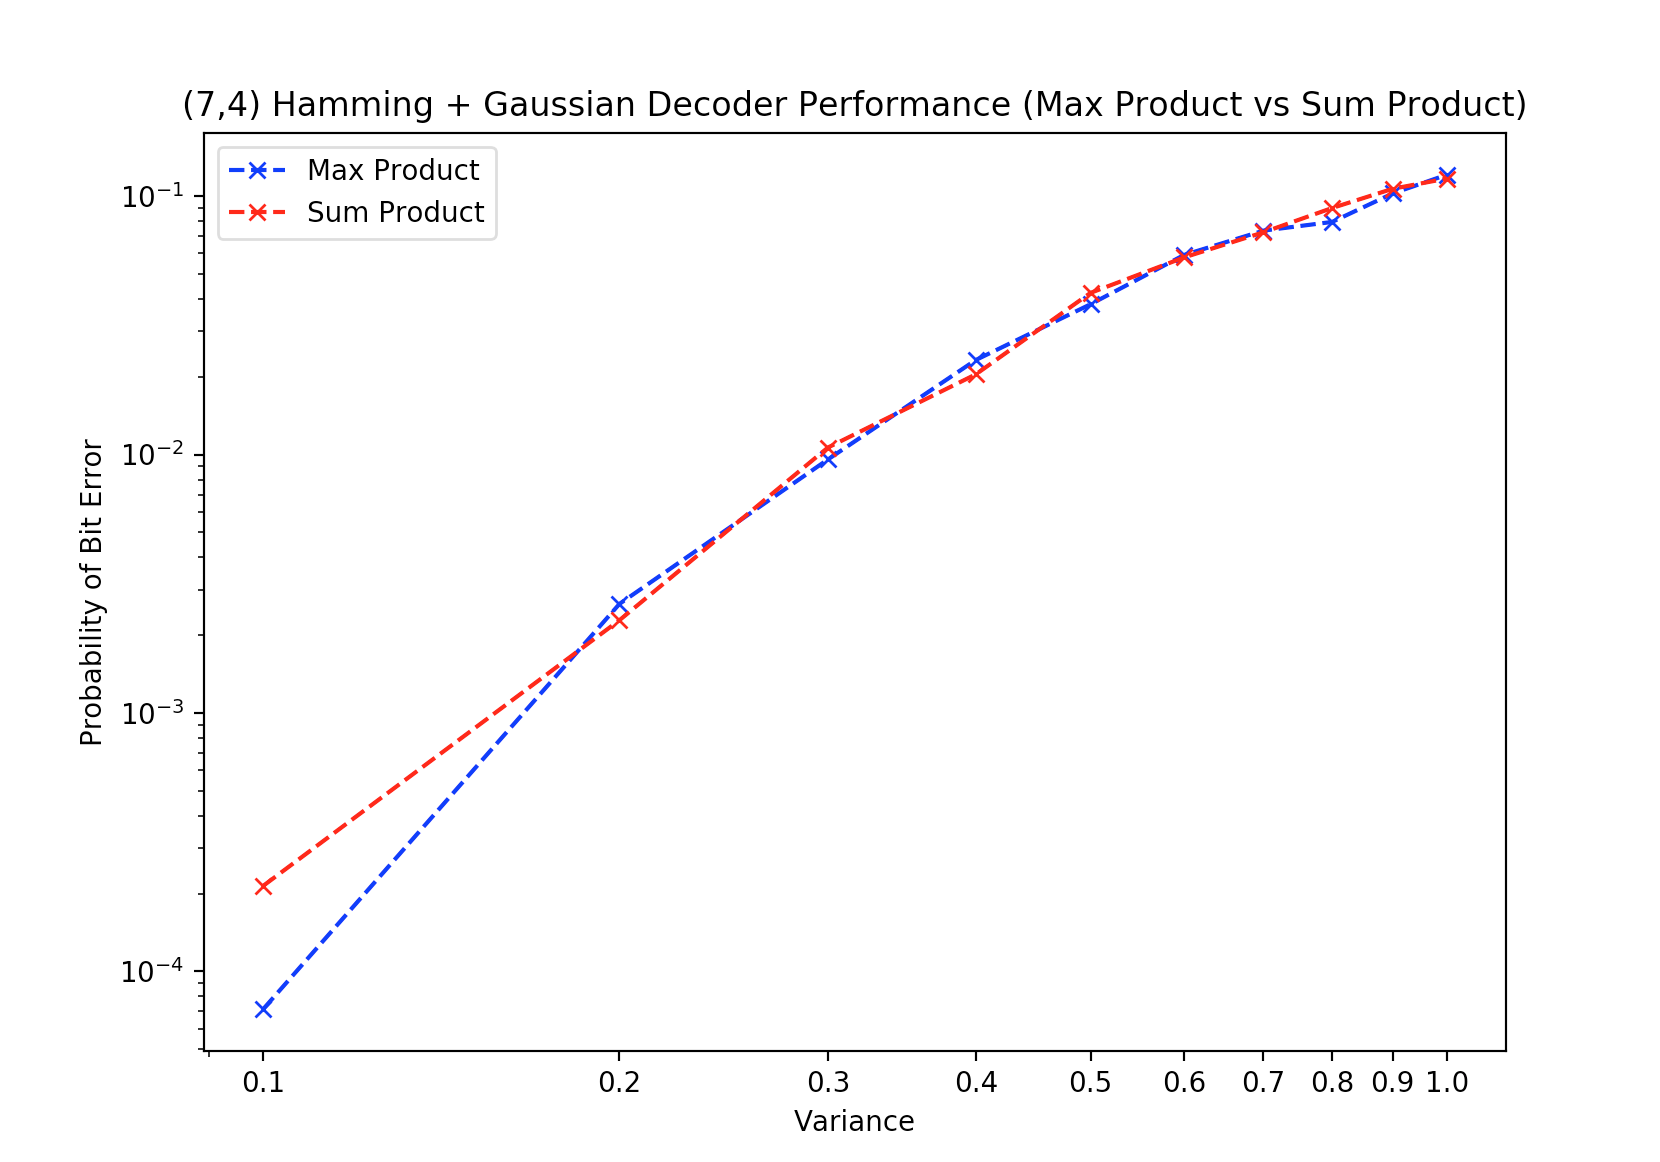 (7,4) Hamming + Gaussian Decoder Performance (Max Product vs Sum Product)
Max Product
Sum Product
10⁻¹
10⁻²
10⁻³
10⁻⁴
Probability of Bit Error
0.1 0.2 0.3 0.4 0.5 0.6 0.7 0.8 0.9 1.0
Variance